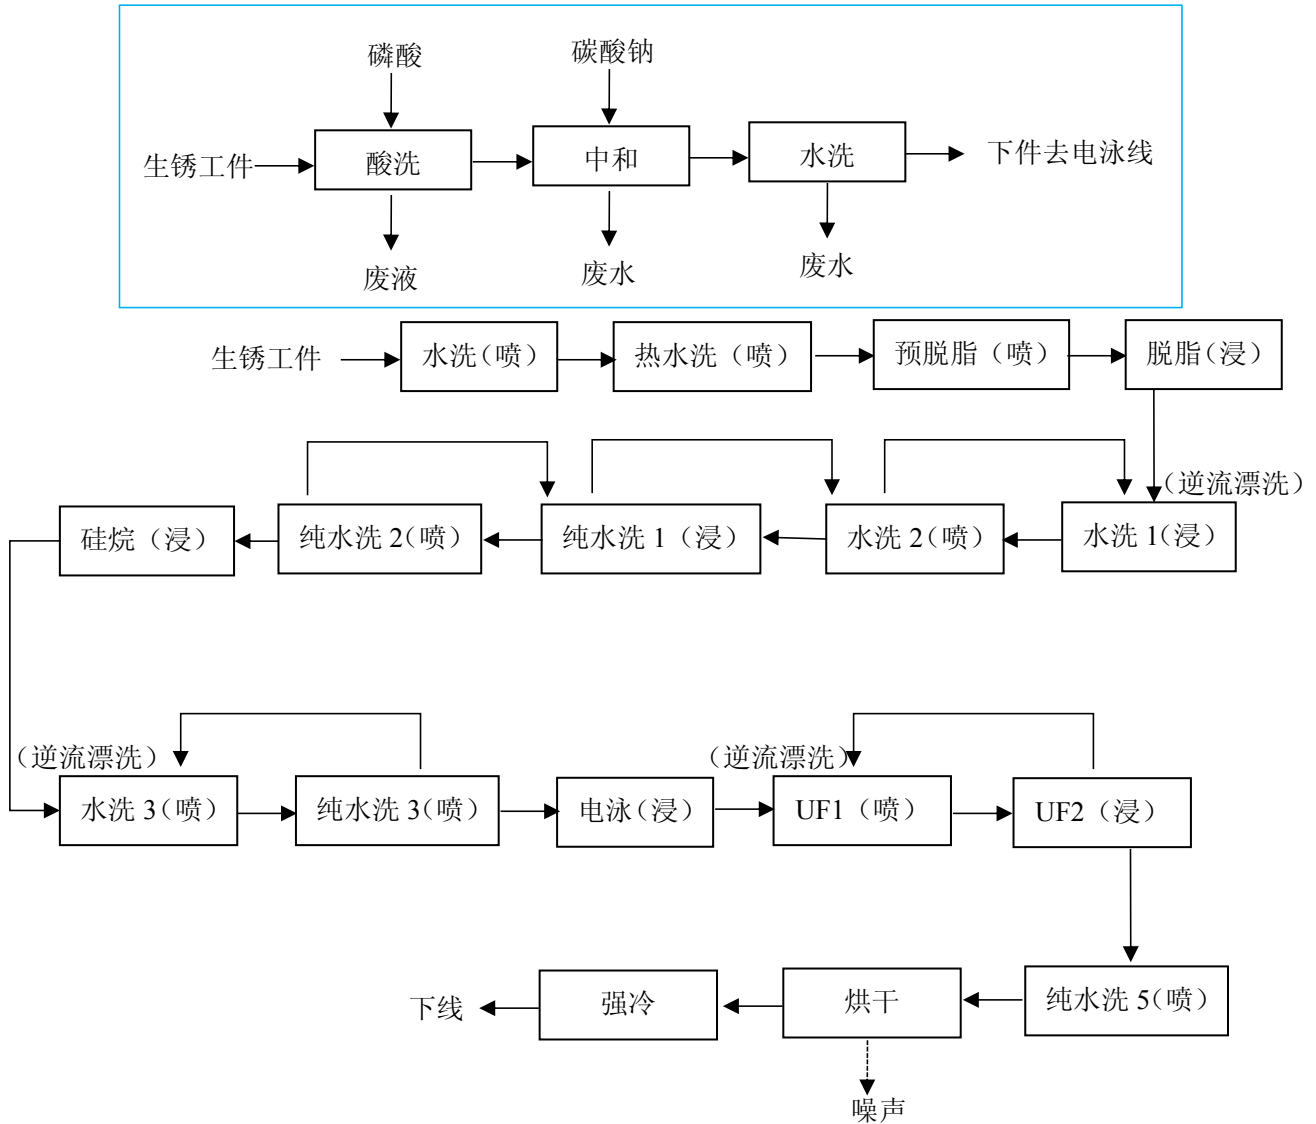 磷酸
碳酸钠
生锈工件
酸洗
中和
水洗
下件去电泳线
废液
废水
废水
生锈工件
水洗（喷）
热水洗（喷）
预脱脂（喷）
脱脂（浸）
（逆流漂洗）
硅烷（浸）
纯水洗 2（喷）
纯水洗 1（浸）
水洗 2（喷）
水洗 1（浸）
（逆流漂洗）
（逆流漂洗）
水洗 3（喷）
纯水洗 3（喷）
电泳（浸）
UF1（喷）
UF2（浸）
下线
强冷
烘干
纯水洗 5（喷）
噪声